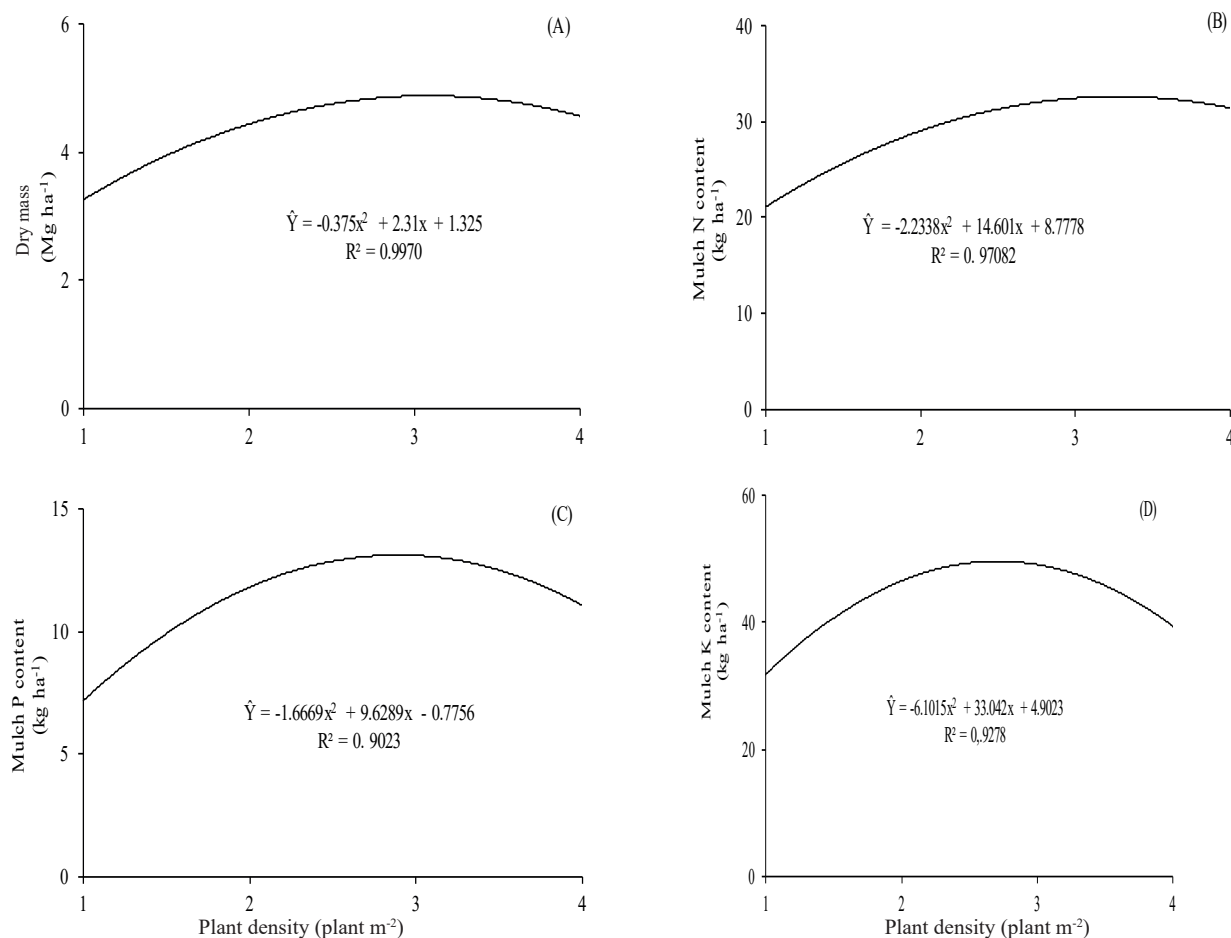 (A)
Dry mass
(Mg ha⁻¹)
6
4
2
0
Ŷ = -0.375x² + 2.31x + 1.325
R² = 0.9970
1 2 3 4
(B)
Mulch N content
(kg ha⁻¹)
40
30
20
10
0
Ŷ = -2.2338x² + 14.601x + 8.7778
R² = 0. 97082
1 2 3 4
(C)
Mulch P content
(kg ha⁻¹)
15
10
5
0
Ŷ = -1.6669x² + 9.6289x - 0.7756
R² = 0. 9023
1 2 3 4
Plant density (plant m⁻²)
(D)
Mulch K content
(kg ha⁻¹)
60
40
20
0
Ŷ = -6.1015x² + 33.042x + 4.9023
R² = 0,.9278
1 2 3 4
Plant density (plant m⁻²)